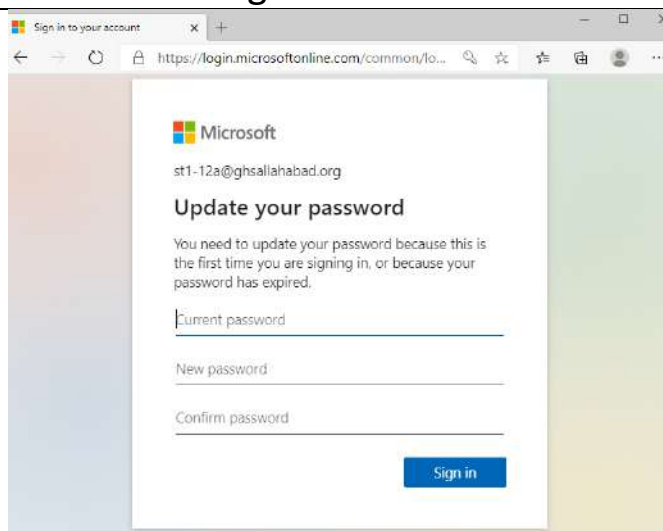 Sign in to your account
https://login.microsoftonline.com/common/lo...
Microsoft
st1-12a@ghsallahabad.org
Update your password
You need to update your password because this is
the first time you are signing in, or because your
password has expired.
Current password
New password
Confirm password
Sign in